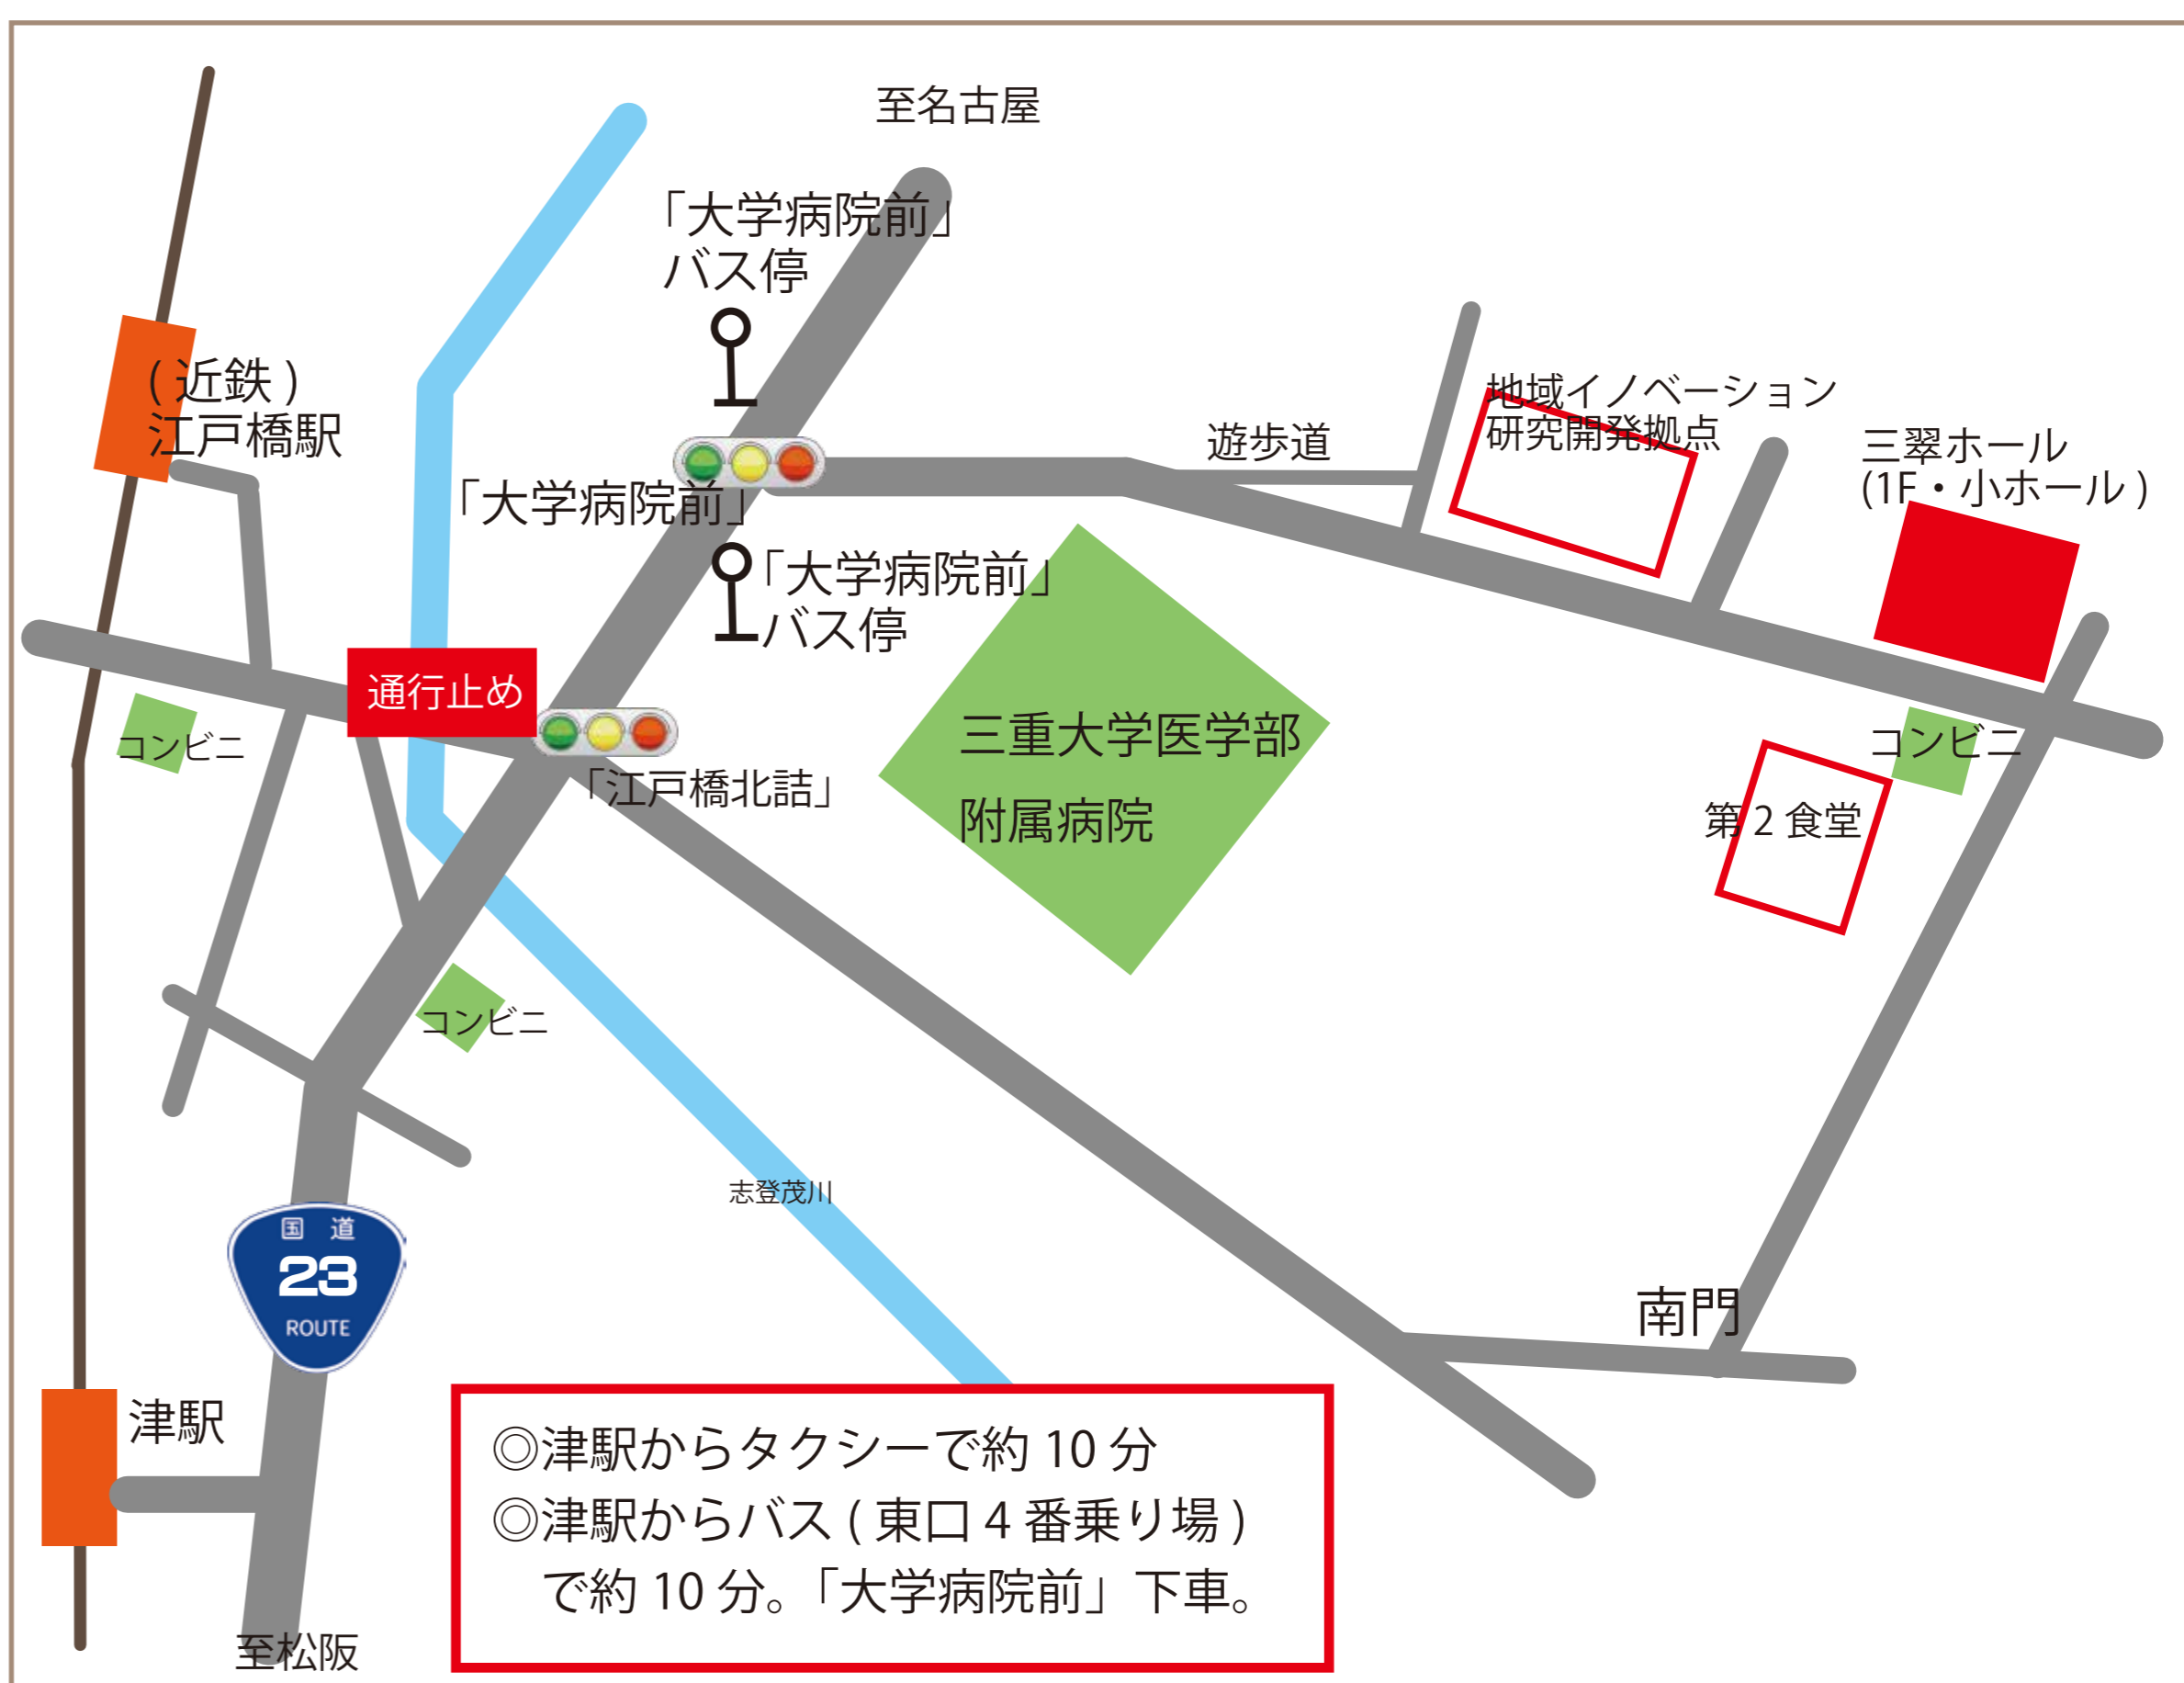 至名古屋
「大学病院前」
バス停
(近鉄)
江戸橋駅
地域イノベーション
研究開発拠点
遊歩道
三翠ホール
(1F・小ホール)
「大学病院前」
「大学病院前」
バス停
通行止め
コンビニ
「江戸橋北詰」
三重大学医学部
附属病院
コンビニ
第2食堂
コンビニ
志登茂川
国道
23
ROUTE
南門
津駅
◎津駅からタクシーで約10分
◎津駅からバス(東口4番乗り場)
で約10分。「大学病院前」下車。
至松阪